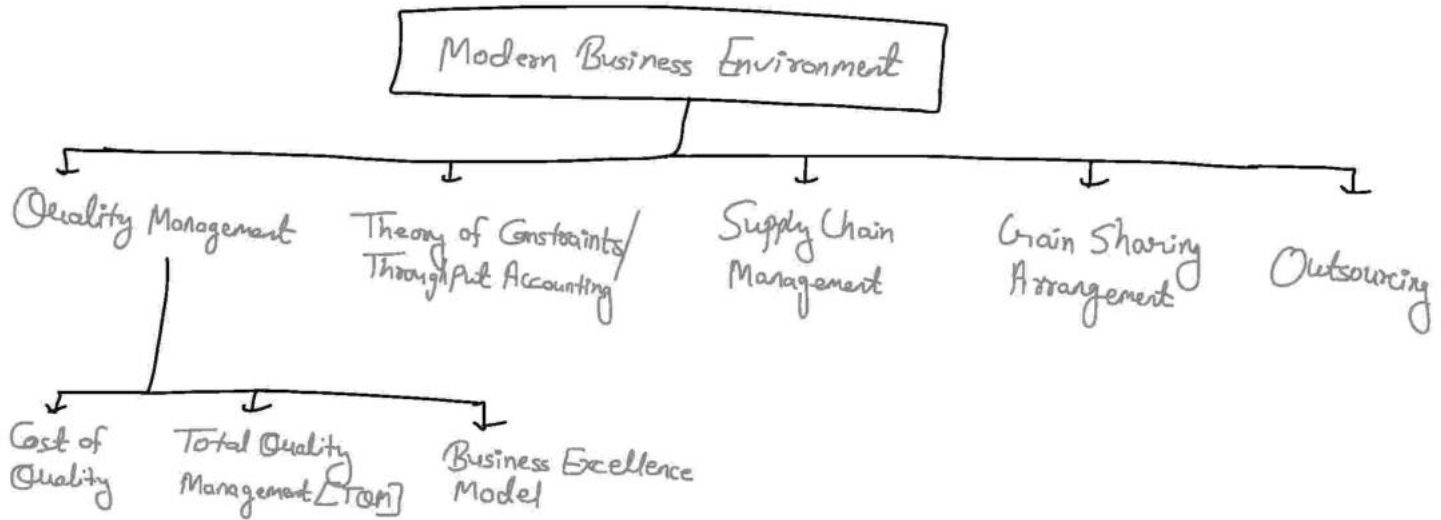 Modern Business Environment
Quality Management
Theory of Constraints/
Throughput Accounting
Supply Chain
Management
Gain Sharing
Arrangement
Outsourcing
Cost of
Quality
Total Quality
Management [TQM]
Business Excellence
Model